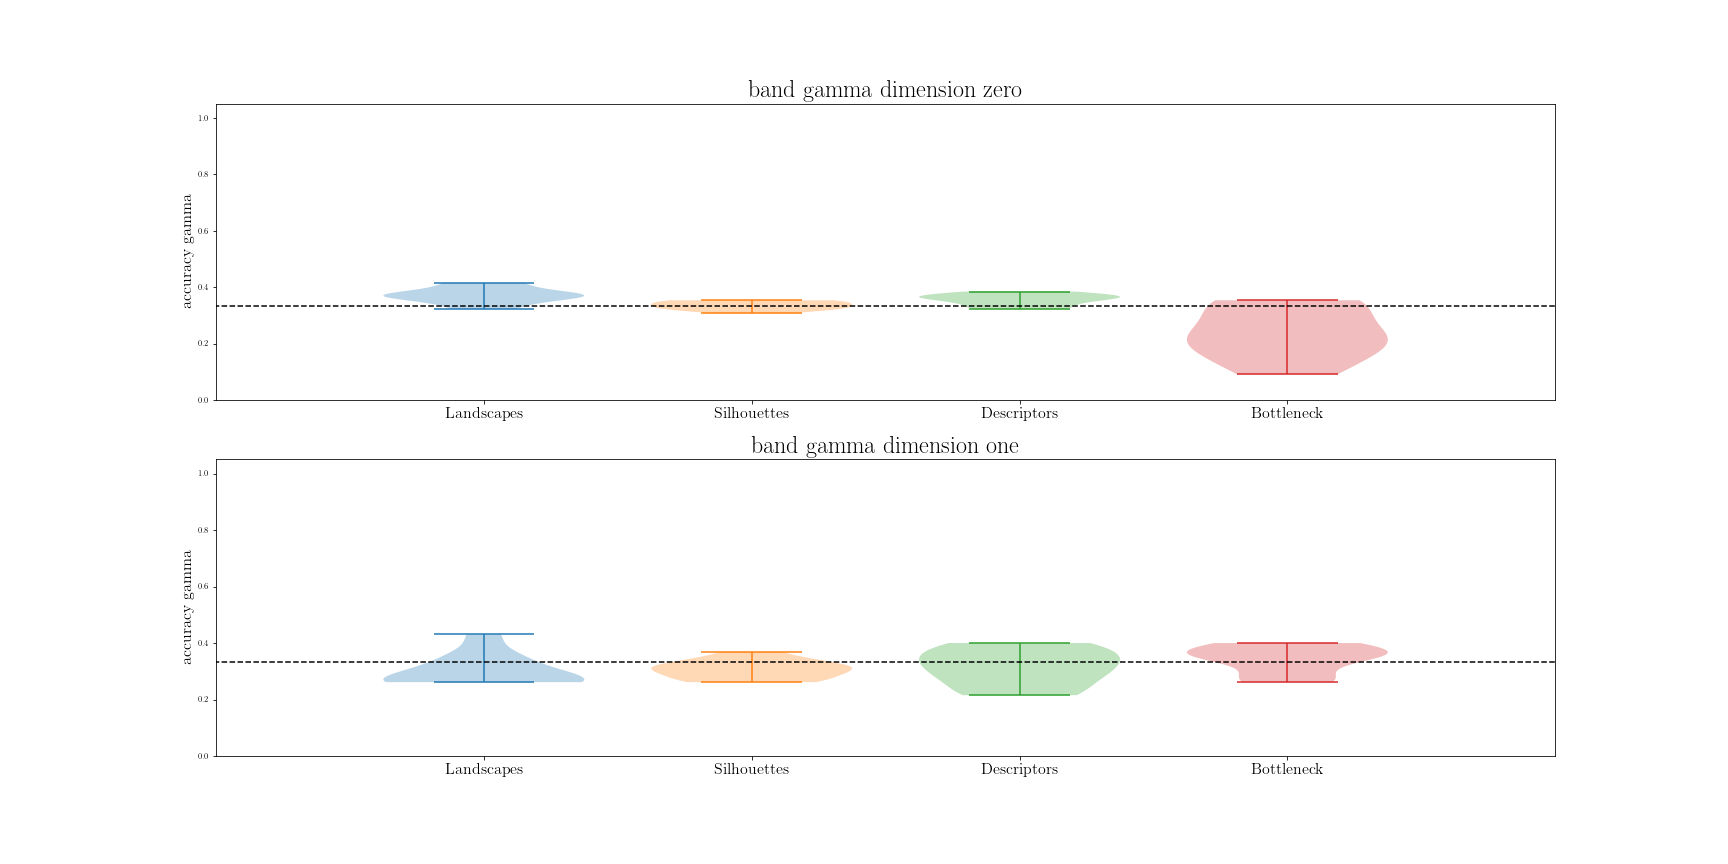 band gamma dimension zero
accuracy gamma
1.0
0.8
0.6
0.4
0.2
0.0
Landscapes Silhouettes Descriptors Bottleneck
band gamma dimension one
accuracy gamma
1.0
0.8
0.6
0.4
0.2
0.0
Landscapes Silhouettes Descriptors Bottleneck